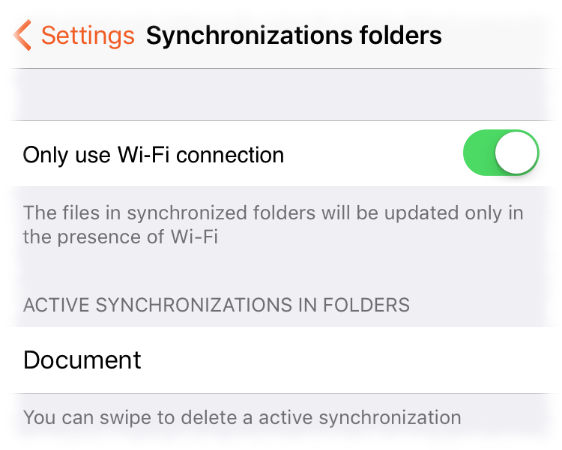 Settings Synchronizations folders
Only use Wi-Fi connection
The files in synchronized folders will be updated only in
the presence of Wi-Fi
ACTIVE SYNCHRONIZATIONS IN FOLDERS
Document
You can swipe to delete a active synchronization